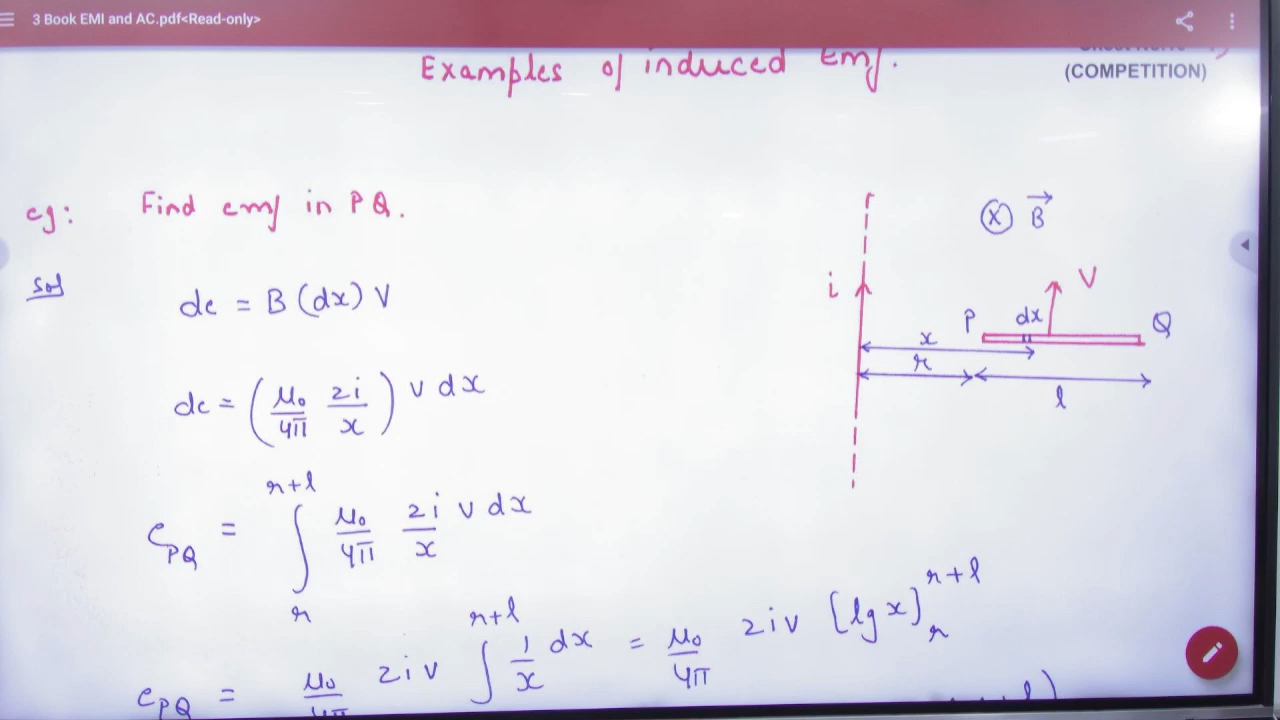 3 Book EMI and AC.pdf<Read-only>
Examples of induced Emf.
(COMPETITION)
eg: Find emf in PQ.
Sol
de = B (dx) V
de = (μ₀/4π 2i/x) v dx
e_PQ = ∫_r^{r+l} μ₀/4π 2i/x v dx
e_PQ = μ₀/4π 2iv ∫^{r+l} 1/x dx = μ₀/4π 2iv [lg x]_r^{r+l}
l)
ⓧ B⃗
i
V
P dx Q
x
r
l